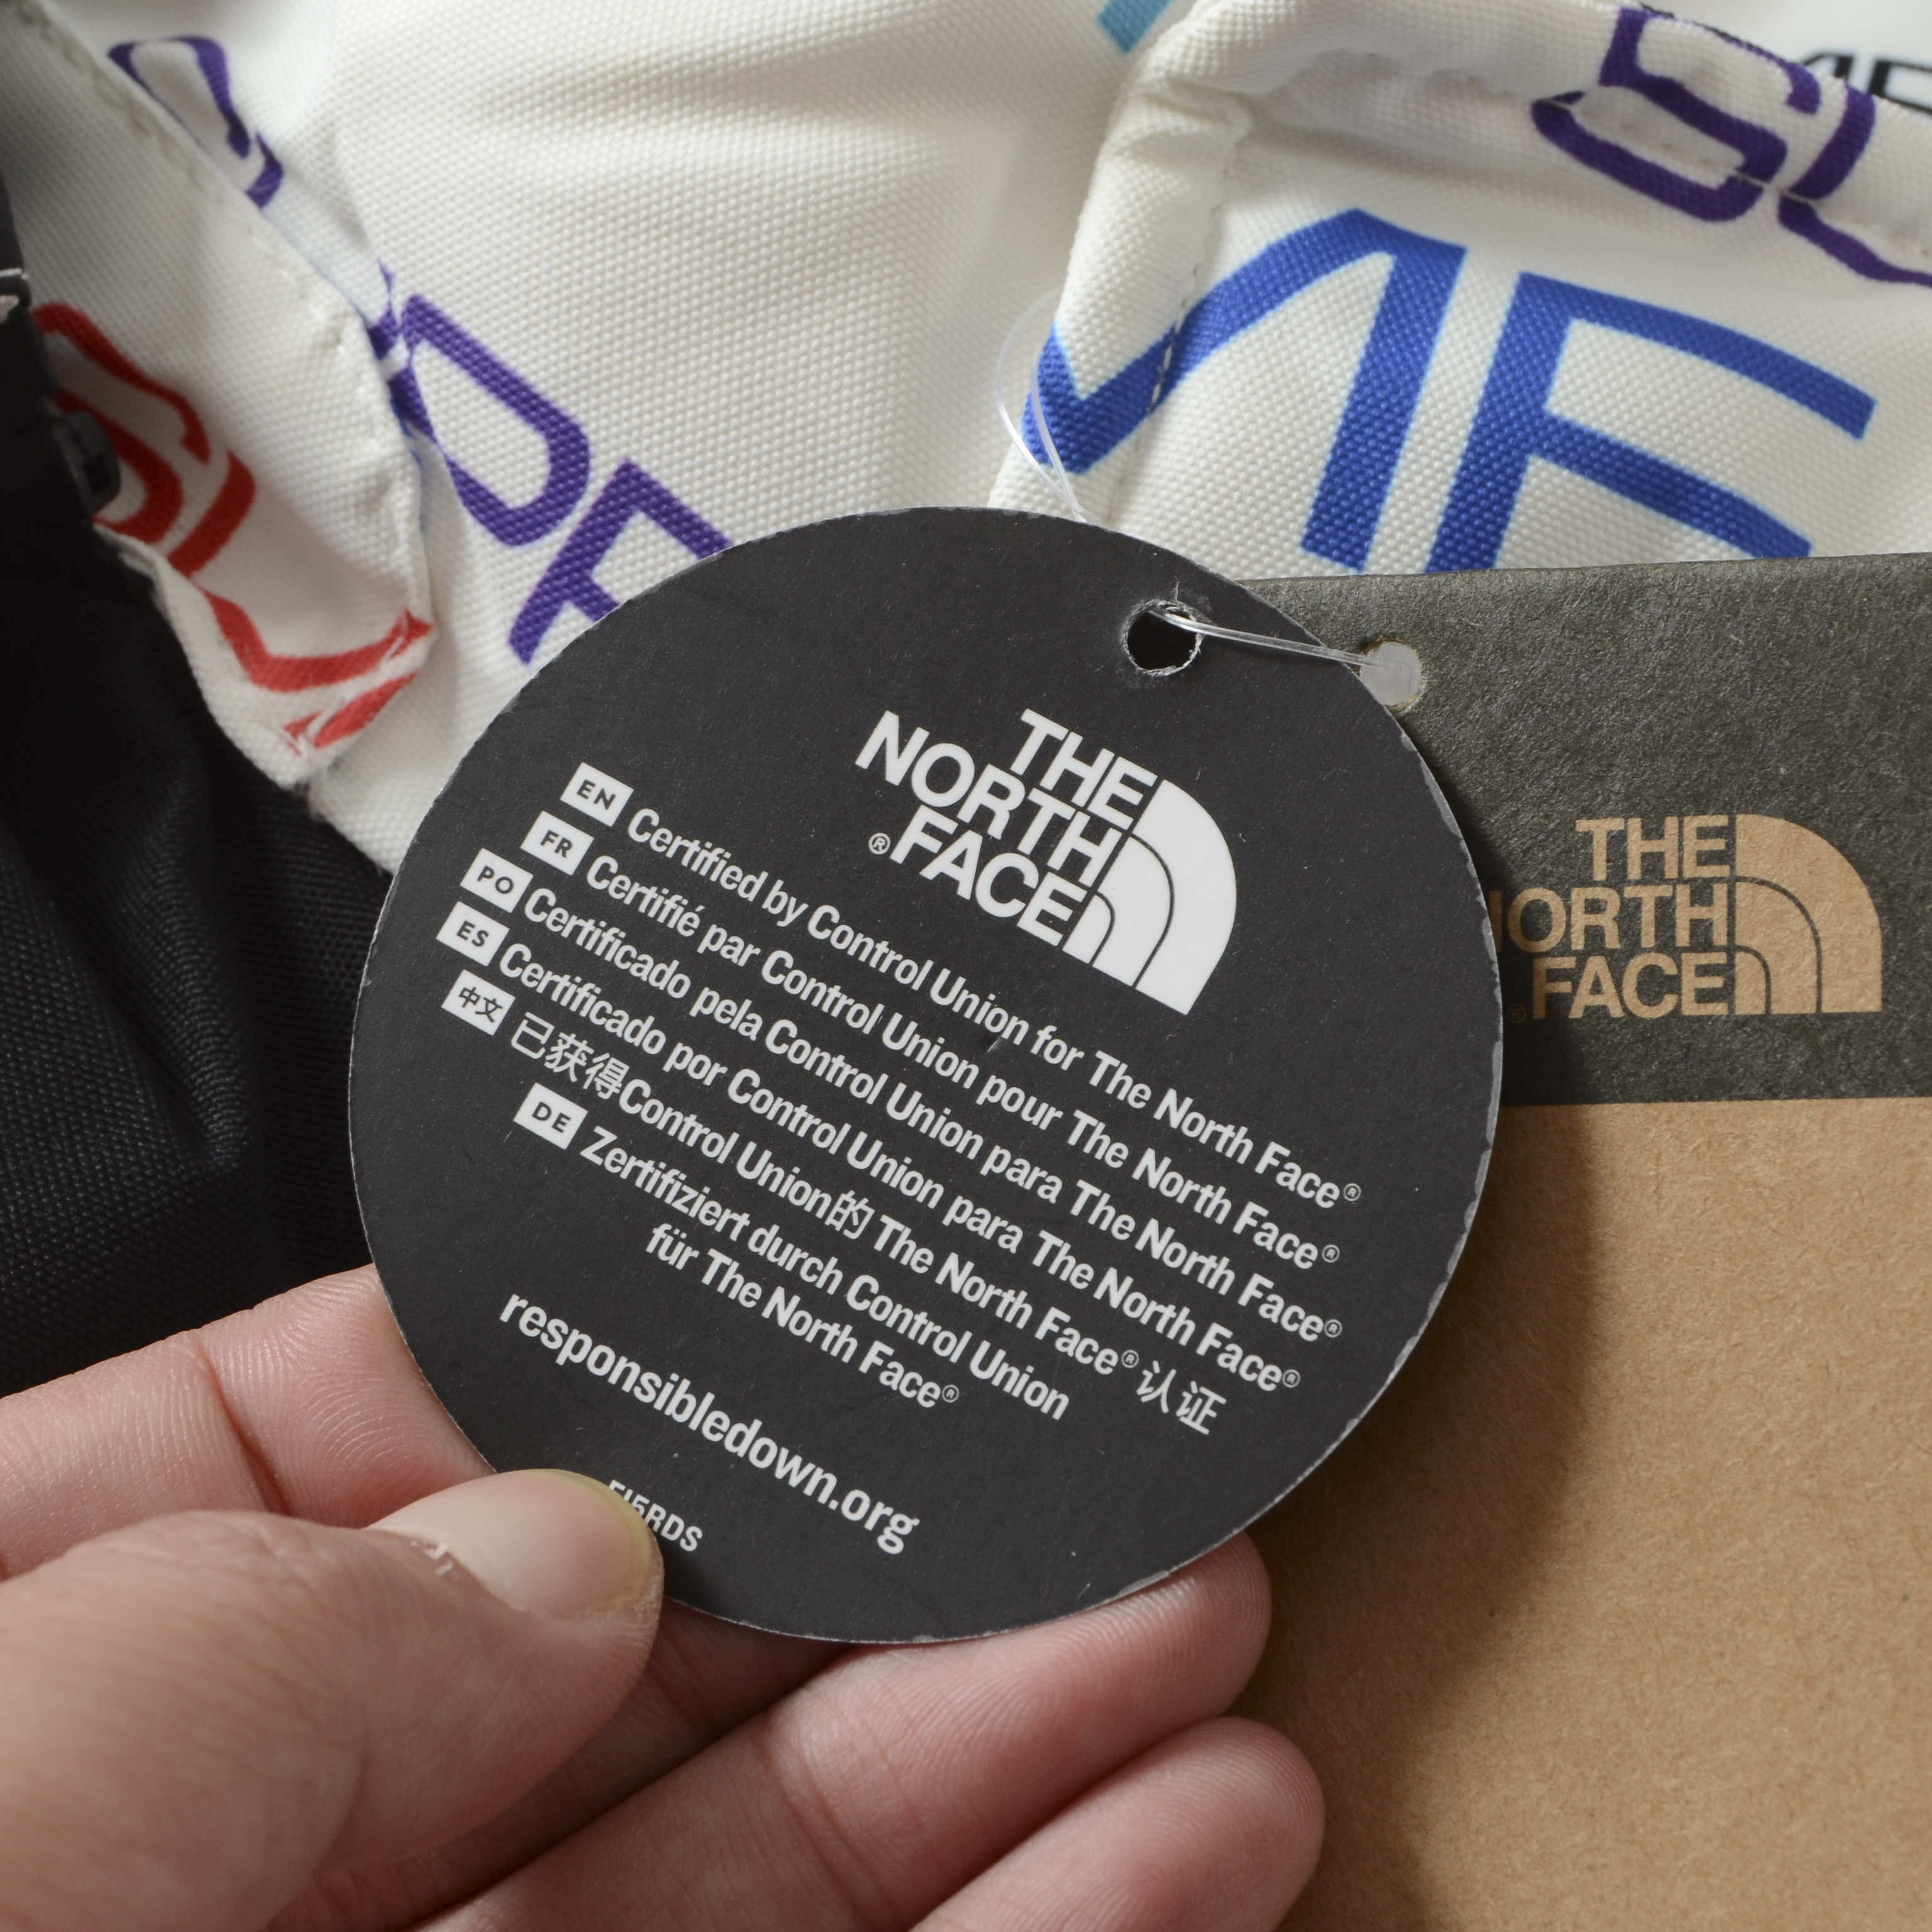 THE
NORTH
FACE
®
EN Certified by Control Union for The North Face®
FR Certifié par Control Union pour The North Face®
PO Certificado pela Control Union para The North Face®
ES Certificado por Control Union para The North Face®
中文 已获得Control Union的 The North Face® 认证
DE Zertifiziert durch Control Union
für The North Face®
responsibledown.org
THE
FACE